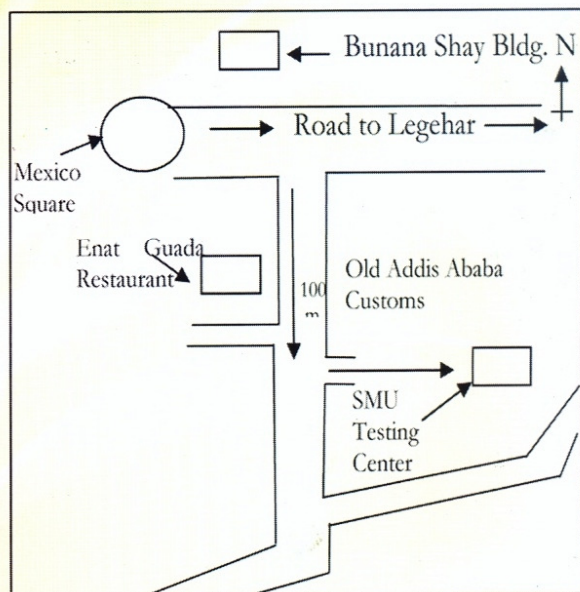 Bunana Shay Bldg. N
Road to Legehar
Mexico
Square
Enat Guada
Restaurant
100
m
Old Addis Ababa
Customs
SMU
Testing
Center